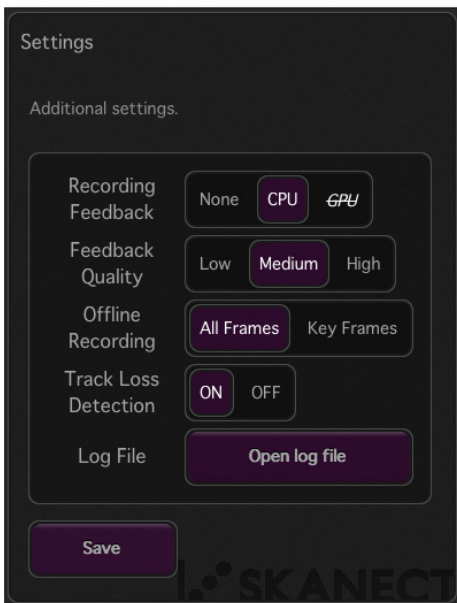 Settings
Additional settings.
Recording
Feedback
None CPU GPU
Feedback
Quality
Low Medium High
Offline
Recording
All Frames Key Frames
Track Loss
Detection
ON OFF
Log File Open log file
Save
SKANECT